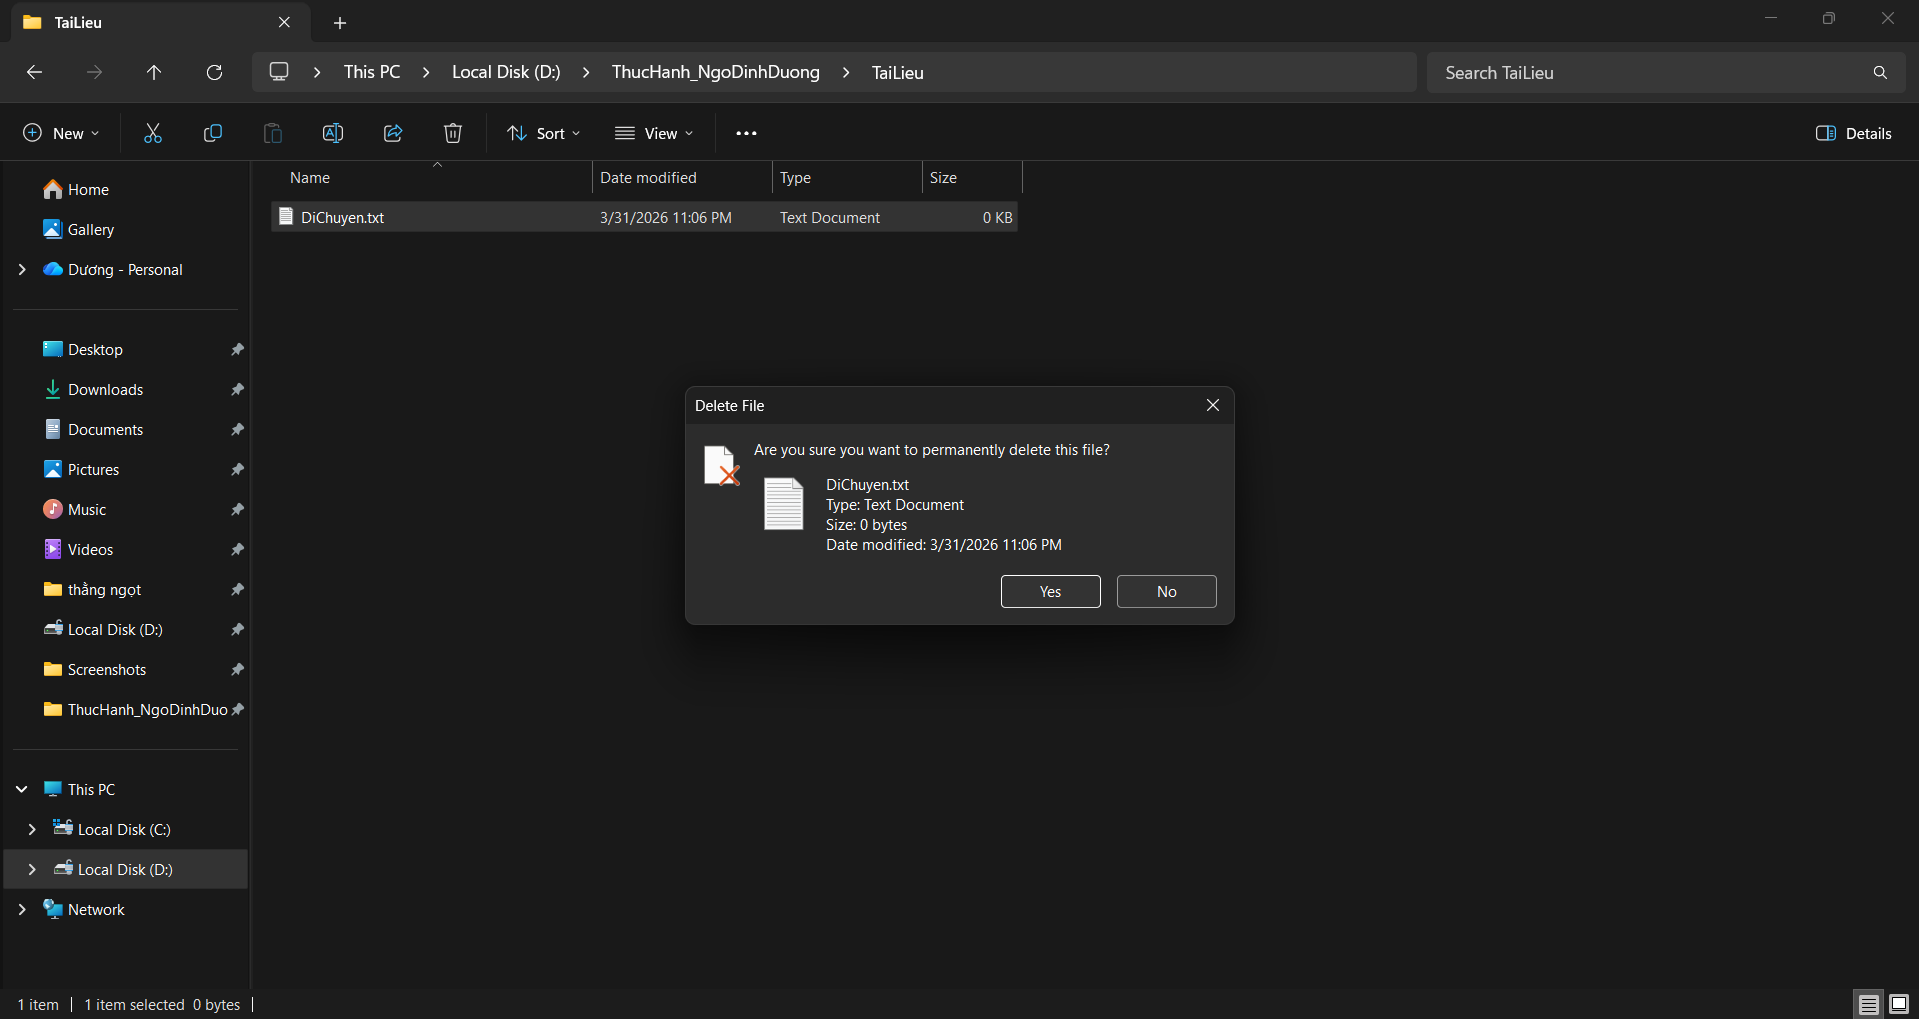 TaiLieu
This PC
Local Disk (D:)
ThucHanh_NgoDinhDuong
TaiLieu
Search TaiLieu
New
Sort
View
Details
Name
Date modified
Type
Size
DiChuyen.txt
3/31/2026 11:06 PM
Text Document
0 KB
Home
Gallery
Dương - Personal
Desktop
Downloads
Documents
Pictures
Music
Videos
thằng ngọt
Local Disk (D:)
Screenshots
ThucHanh_NgoDinhDuo
This PC
Local Disk (C:)
Local Disk (D:)
Network
Delete File
Are you sure you want to permanently delete this file?
DiChuyen.txt
Type: Text Document
Size: 0 bytes
Date modified: 3/31/2026 11:06 PM
Yes
No
1 item
1 item selected 0 bytes